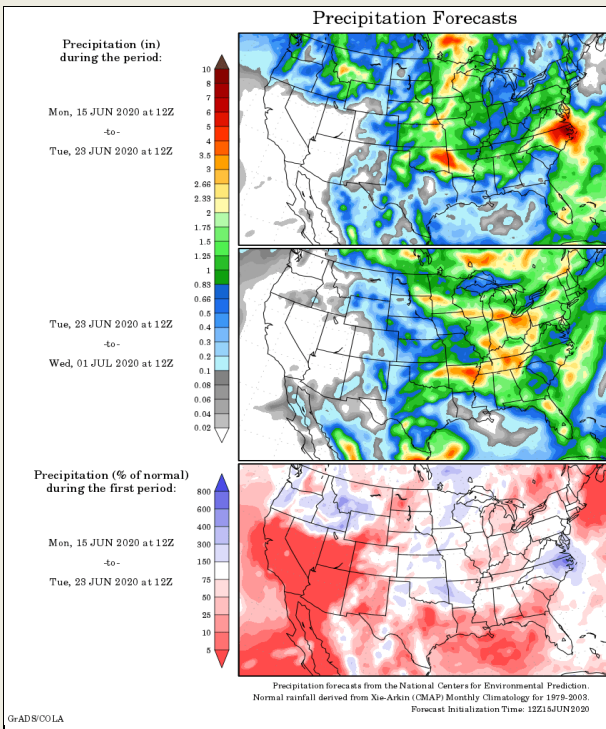 Precipitation Forecasts
Precipitation (in)
during the period:
Mon, 15 JUN 2020 at 12Z
-to-
Tue, 23 JUN 2020 at 12Z
10
8
7
6
5
4
3.5
3
2.66
2.33
2
1.75
1.5
1.25
1
0.83
0.66
0.5
0.4
0.3
0.2
0.1
0.08
0.06
0.04
0.02
Tue, 23 JUN 2020 at 12Z
-to-
Wed, 01 JUL 2020 at 12Z
Precipitation (% of normal)
during the first period:
Mon, 15 JUN 2020 at 12Z
-to-
Tue, 23 JUN 2020 at 12Z
800
600
400
300
150
75
50
25
10
5
Precipitation forecasts from the National Centers for Environmental Prediction.
Normal rainfall derived from Xie-Arkin (CMAP) Monthly Climatology for 1979-2003.
Forecast Initialization Time: 12Z15JUN2020
GrADS/COLA